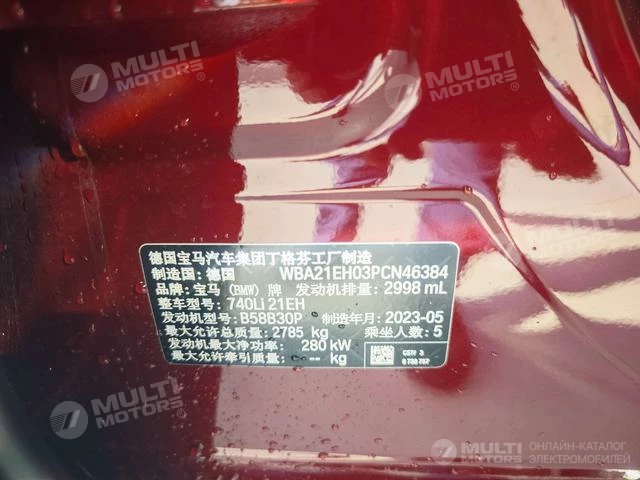 MULTI
MOTORS®
MULTI
MOTORS®
德国宝马汽车集团丁格芬工厂制造
制造国: 德国 WBA21EH03PCN46384
品牌: 宝马 (BMW) 牌 发动机排量: 2998 mL
整车型号: 740Li 21EH
发动机型号: B58B30P 制造年月: 2023-05
最大允许总质量: 2785 kg 乘坐人数: 5
发动机最大净功率: 280 kW
最大允许牵引质量: -- kg
MULTI
MOTORS®
MULTI
MOTORS
ОНЛАЙН-КАТАЛОГ
ЭЛЕКТРОМОБИЛЕЙ